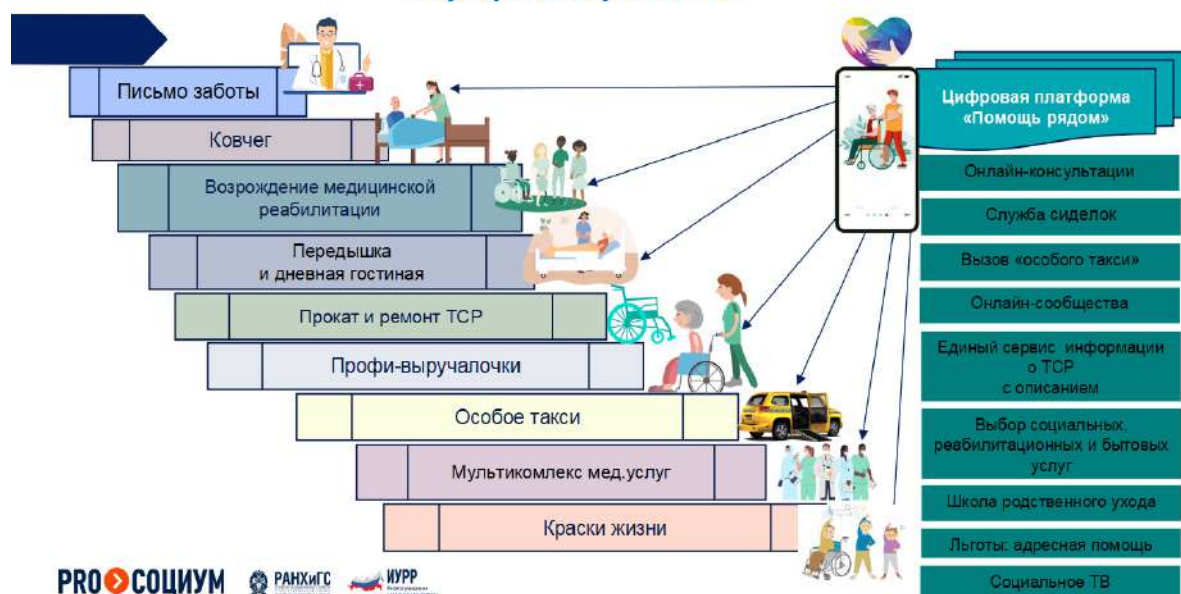 Письмо заботы
Ковчег
Возрождение медицинской
реабилитации
Передышка
и дневная гостиная
Прокат и ремонт ТСР
Профи-выручалочки
Особое такси
Мультикомлекс мед.услуг
Краски жизни
Цифровая платформа
«Помощь рядом»
Онлайн-консультации
Служба сиделок
Вызов «особого такси»
Онлайн-сообщества
Единый сервис информации
о ТСР
с описанием
Выбор социальных,
реабилитационных и бытовых
услуг
Школа родственного ухода
Льготы: адресная помощь
Социальное ТВ
PRO СОЦИУМ
РАНХиГС
ИУРР